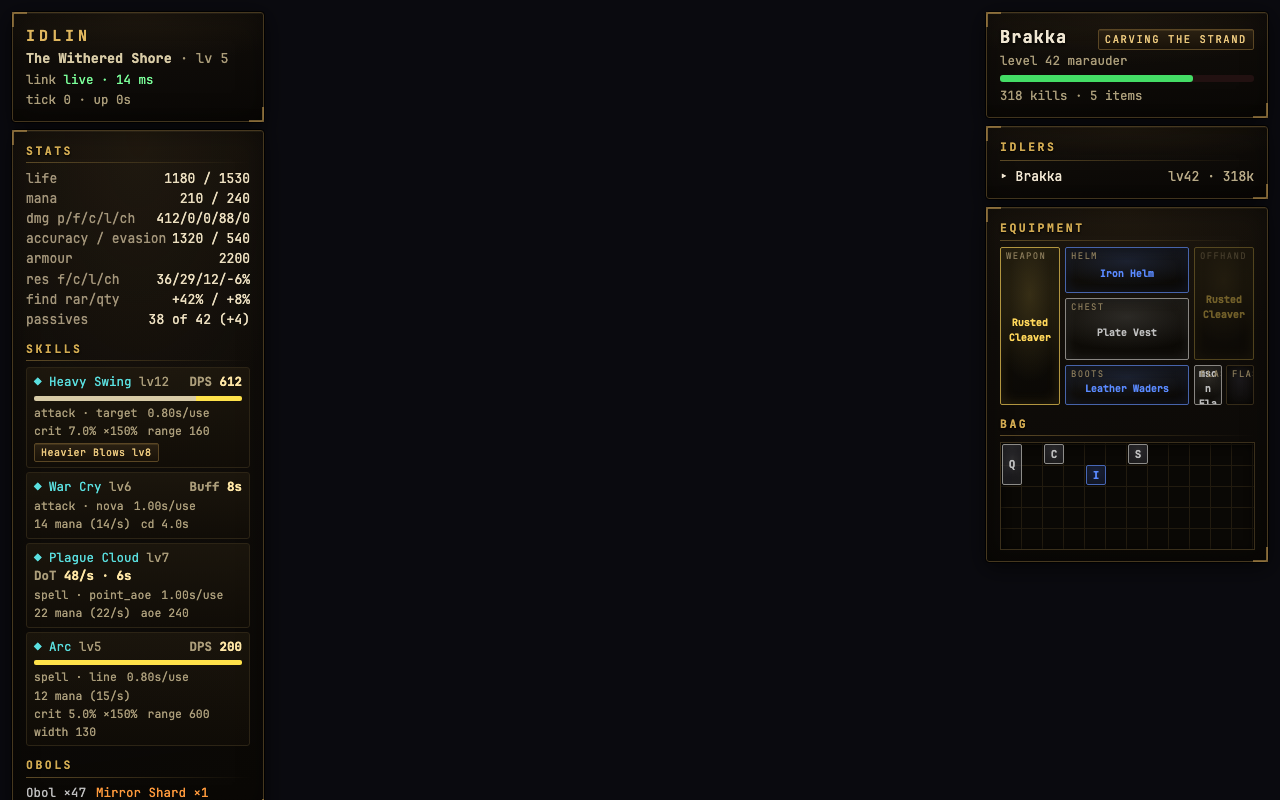 IDLIN
The Withered Shore · lv 5
link live · 14 ms
tick 0 · up 0s
STATS
life 1180 / 1530
mana 210 / 240
dmg p/f/c/l/ch 412/0/0/88/0
accuracy / evasion 1320 / 540
armour 2200
res f/c/l/ch 36/29/12/-6%
find rar/qty +42% / +8%
passives 38 of 42 (+4)
SKILLS
◆ Heavy Swing lv12 DPS 612
attack · target 0.80s/use
crit 7.0% ×150% range 160
Heavier Blows lv8
◆ War Cry lv6 Buff 8s
attack · nova 1.00s/use
14 mana (14/s) cd 4.0s
◆ Plague Cloud lv7
DoT 48/s · 6s
spell · point_aoe 1.00s/use
22 mana (22/s) aoe 240
◆ Arc lv5 DPS 200
spell · line 0.80s/use
12 mana (15/s)
crit 5.0% ×150% range 600
width 130
OBOLS
Obol ×47 Mirror Shard ×1
Brakka CARVING THE STRAND
level 42 marauder
318 kills · 5 items
IDLERS
▸ Brakka lv42 · 318k
EQUIPMENT
WEAPON
Rusted
Cleaver
HELM
Iron Helm
CHEST
Plate Vest
BOOTS
Leather Waders
OFFHAND
Rusted
Cleaver
n
FLA
BAG
Q C S
I